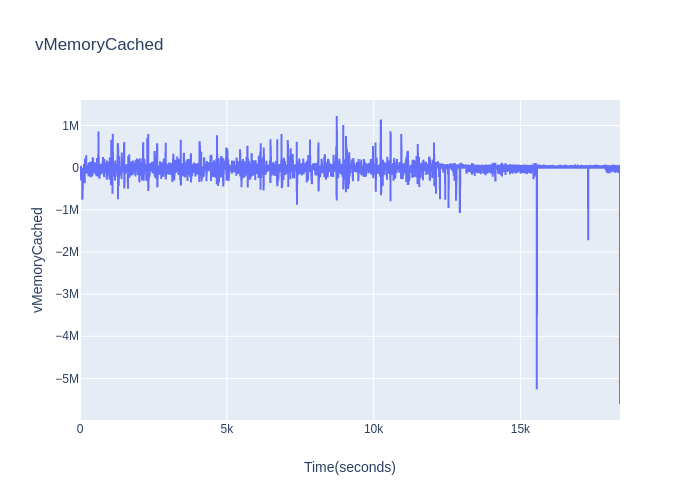 vMemoryCached
1M
0
−1M
−2M
−3M
−4M
−5M
vMemoryCached
0
5k
10k
15k
Time(seconds)